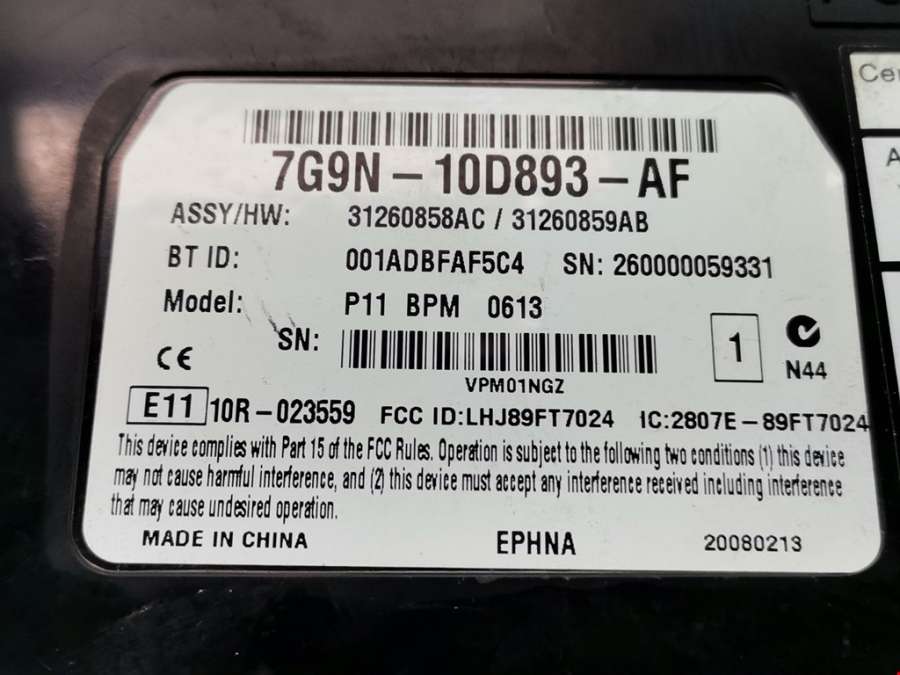 7G9N - 10D893 - AF
ASSY/HW: 31260858AC / 31260859AB
BT ID: 001ADBFAF5C4 SN: 260000059331
Model: P11 BPM 0613
SN:
VPM01NGZ
1
N44
CE
E11 10R-023559 FCC ID:LHJ89FT7024 IC:2807E-89FT7024
This device complies with Part 15 of the FCC Rules. Operation is subject to the following two conditions (1) this device
may not cause harmful interference, and (2) this device must accept any interference received including interference
that may cause undesired operation.
MADE IN CHINA EPHNA 20080213